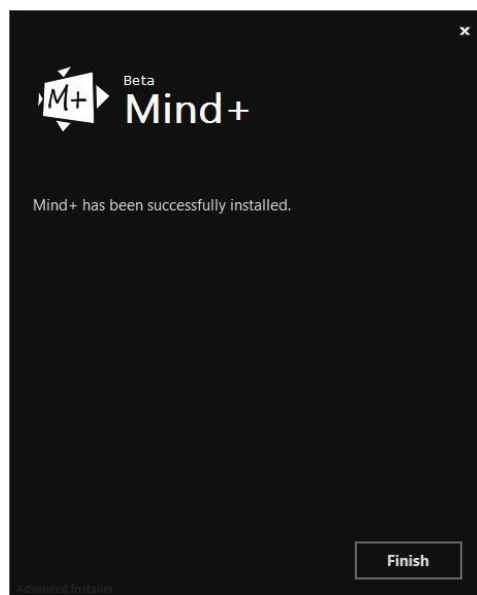 x
M+
Beta
Mind+
Mind+ has been successfully installed.
Finish
Advanced Installer